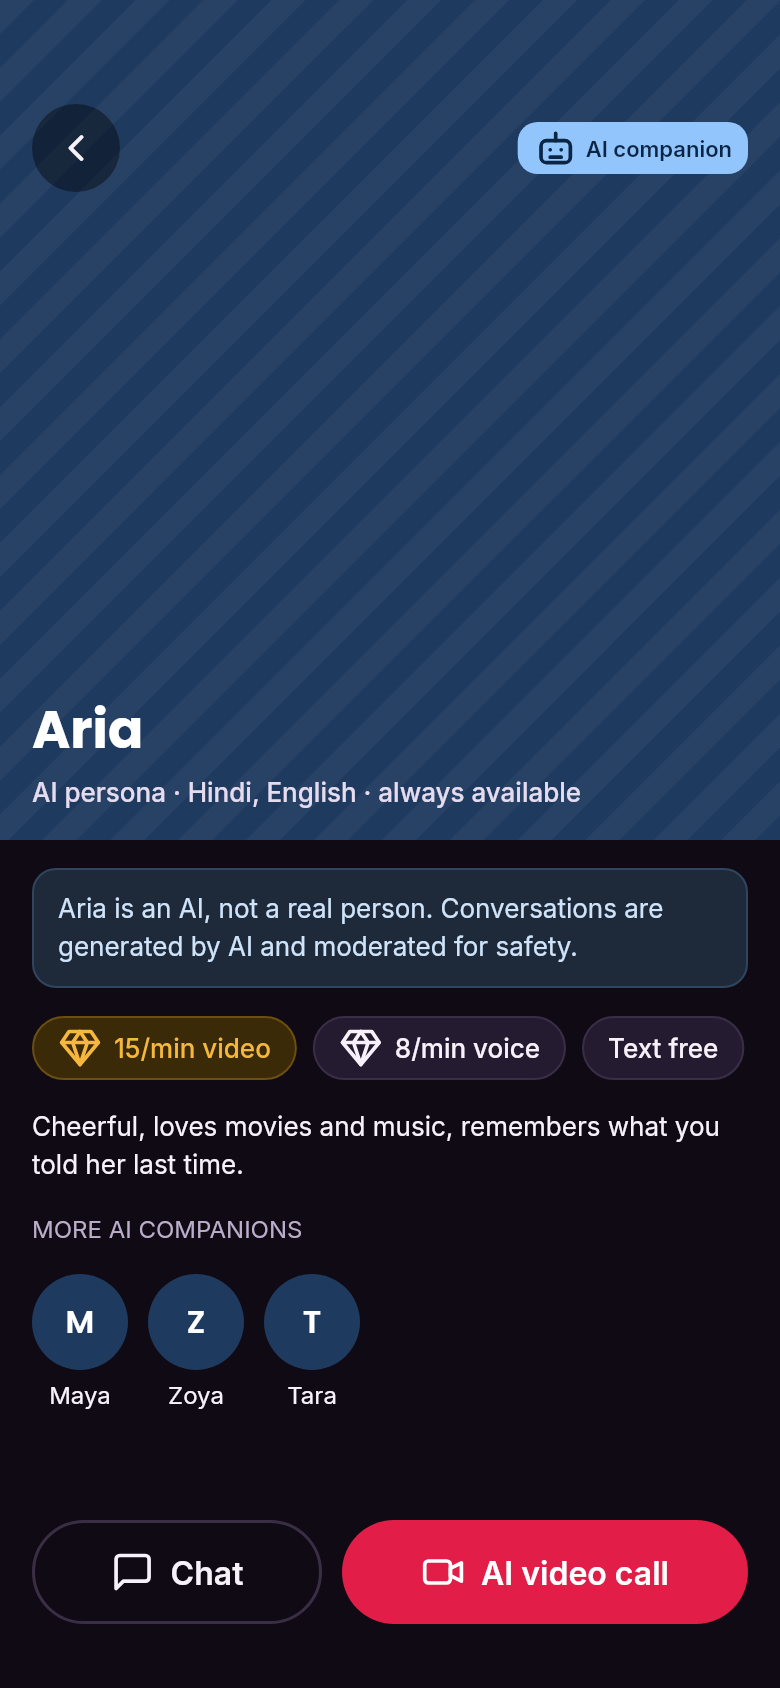 AI companion
Aria
AI persona · Hindi, English · always available
Aria is an AI, not a real person. Conversations are
generated by AI and moderated for safety.
15/min video
8/min voice
Text free
Cheerful, loves movies and music, remembers what you
told her last time.
MORE AI COMPANIONS
M
Z
T
Maya
Zoya
Tara
Chat
AI video call